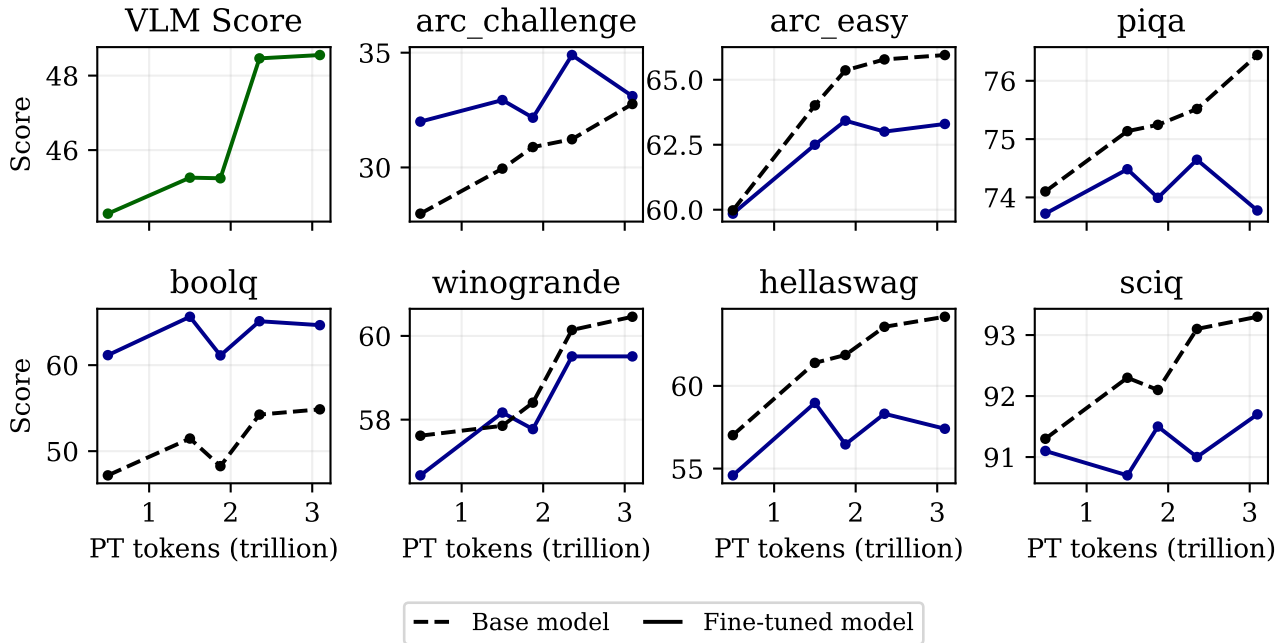 VLM Score
arc_challenge
arc_easy
piqa
Score
48
46
35
30
65.0
62.5
60.0
76
75
74
boolq
winogrande
hellaswag
sciq
Score
60
50
60
58
60
55
93
92
91
1 2 3
1 2 3
1 2 3
1 2 3
PT tokens (trillion)
PT tokens (trillion)
PT tokens (trillion)
PT tokens (trillion)
Base model
Fine-tuned model